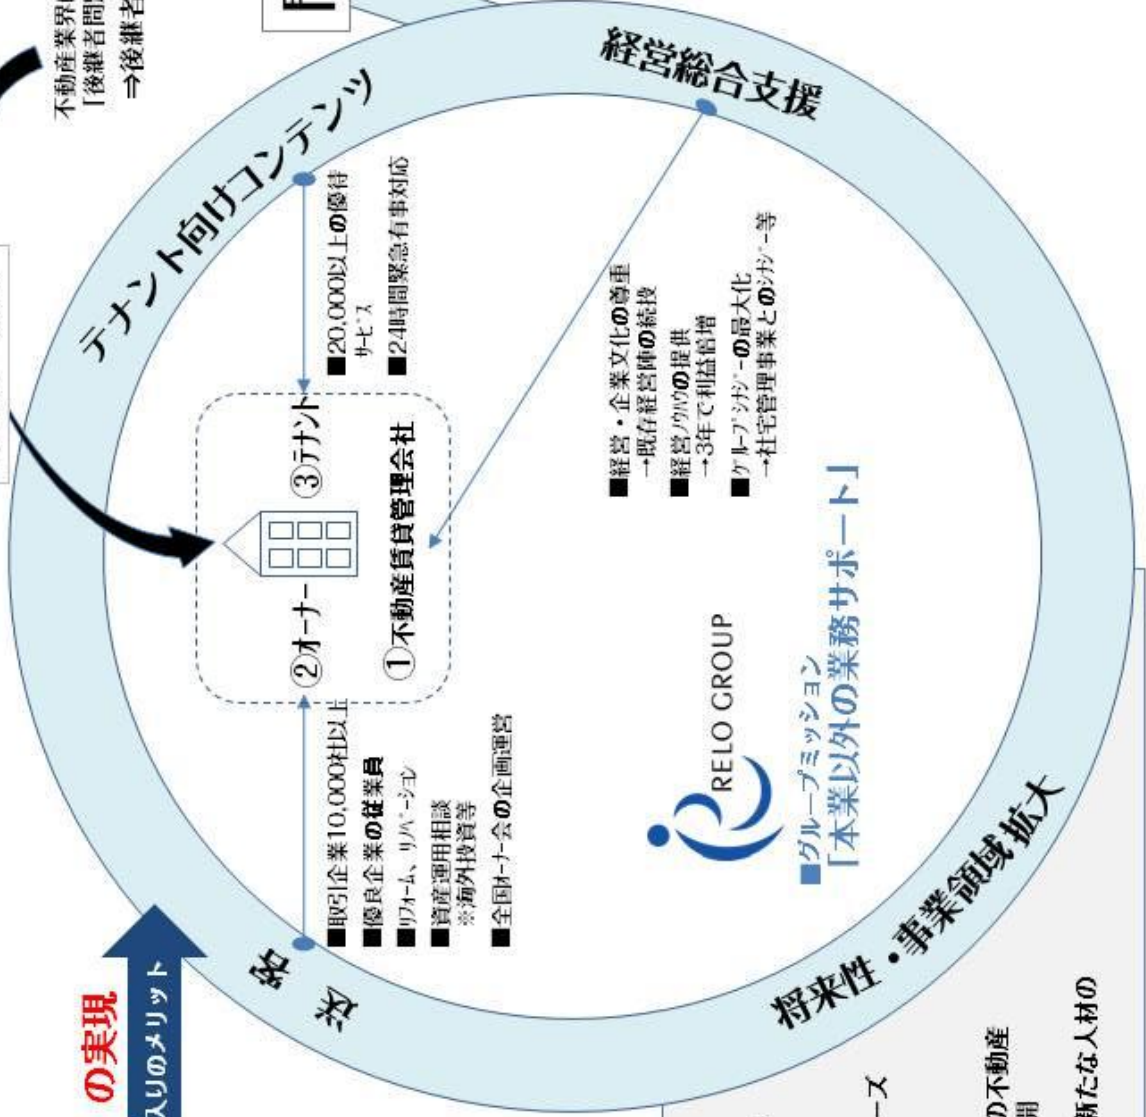 の実現
入りのメリット
不動産業界
「後継者問
⇒後継者
送客
テナント向けコンテンツ
経営総合支援
将来性・事業領域拡大
②オーナー
③テナント
①不動産賃貸管理会社
■取引企業10,000社以上
■優良企業の従業員
■ﾘﾌｫｰﾑ、ﾘﾉﾍﾞｰｼｮﾝ
■資産運用相談
※海外投資等
■全国ｵｰﾅｰ会の企画運営
■20,000以上の優待
ｻｰﾋﾞｽ
■24時間緊急有事対応
■経営・企業文化の尊重
→既存経営陣の続投
■経営ﾉｳﾊｳの提供
→3年で利益倍増
■ｸﾞﾙｰﾌﾟｼﾅｼﾞｰの最大化
→社宅管理事業とのｼﾅｼﾞｰ等
RELO GROUP
■グループミッション
「本業以外の業務サポート」
ーズ
の不動産
開
新たな人材の